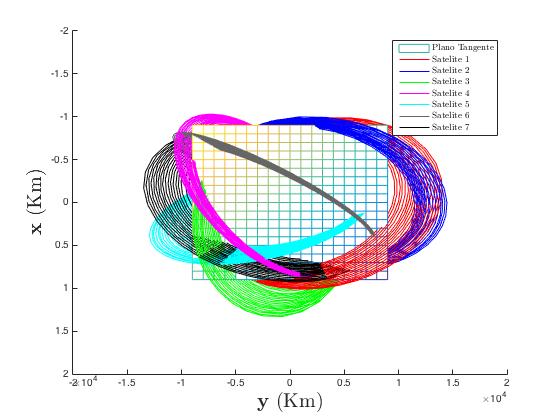 -2
-1.5
-1
-0.5
0
0.5
1
1.5
2
x (Km)
Plano Tangente
Satelite 1
Satelite 2
Satelite 3
Satelite 4
Satelite 5
Satelite 6
Satelite 7
-2 ×10⁴ -1.5 -1 -0.5 0 0.5 1 1.5 2
×10⁴
y (Km)